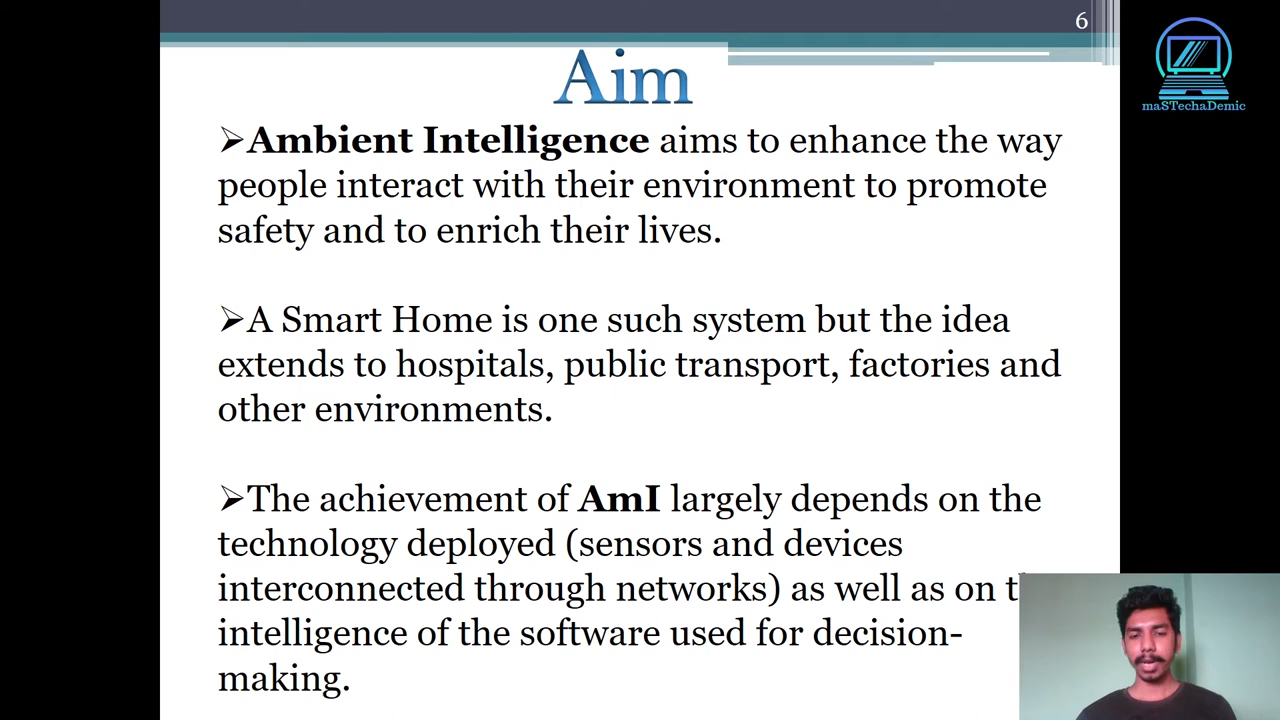 6
maSTechaDemic
Aim
➢Ambient Intelligence aims to enhance the way
people interact with their environment to promote
safety and to enrich their lives.
➢A Smart Home is one such system but the idea
extends to hospitals, public transport, factories and
other environments.
➢The achievement of AmI largely depends on the
technology deployed (sensors and devices
interconnected through networks) as well as on
intelligence of the software used for decision-
making.